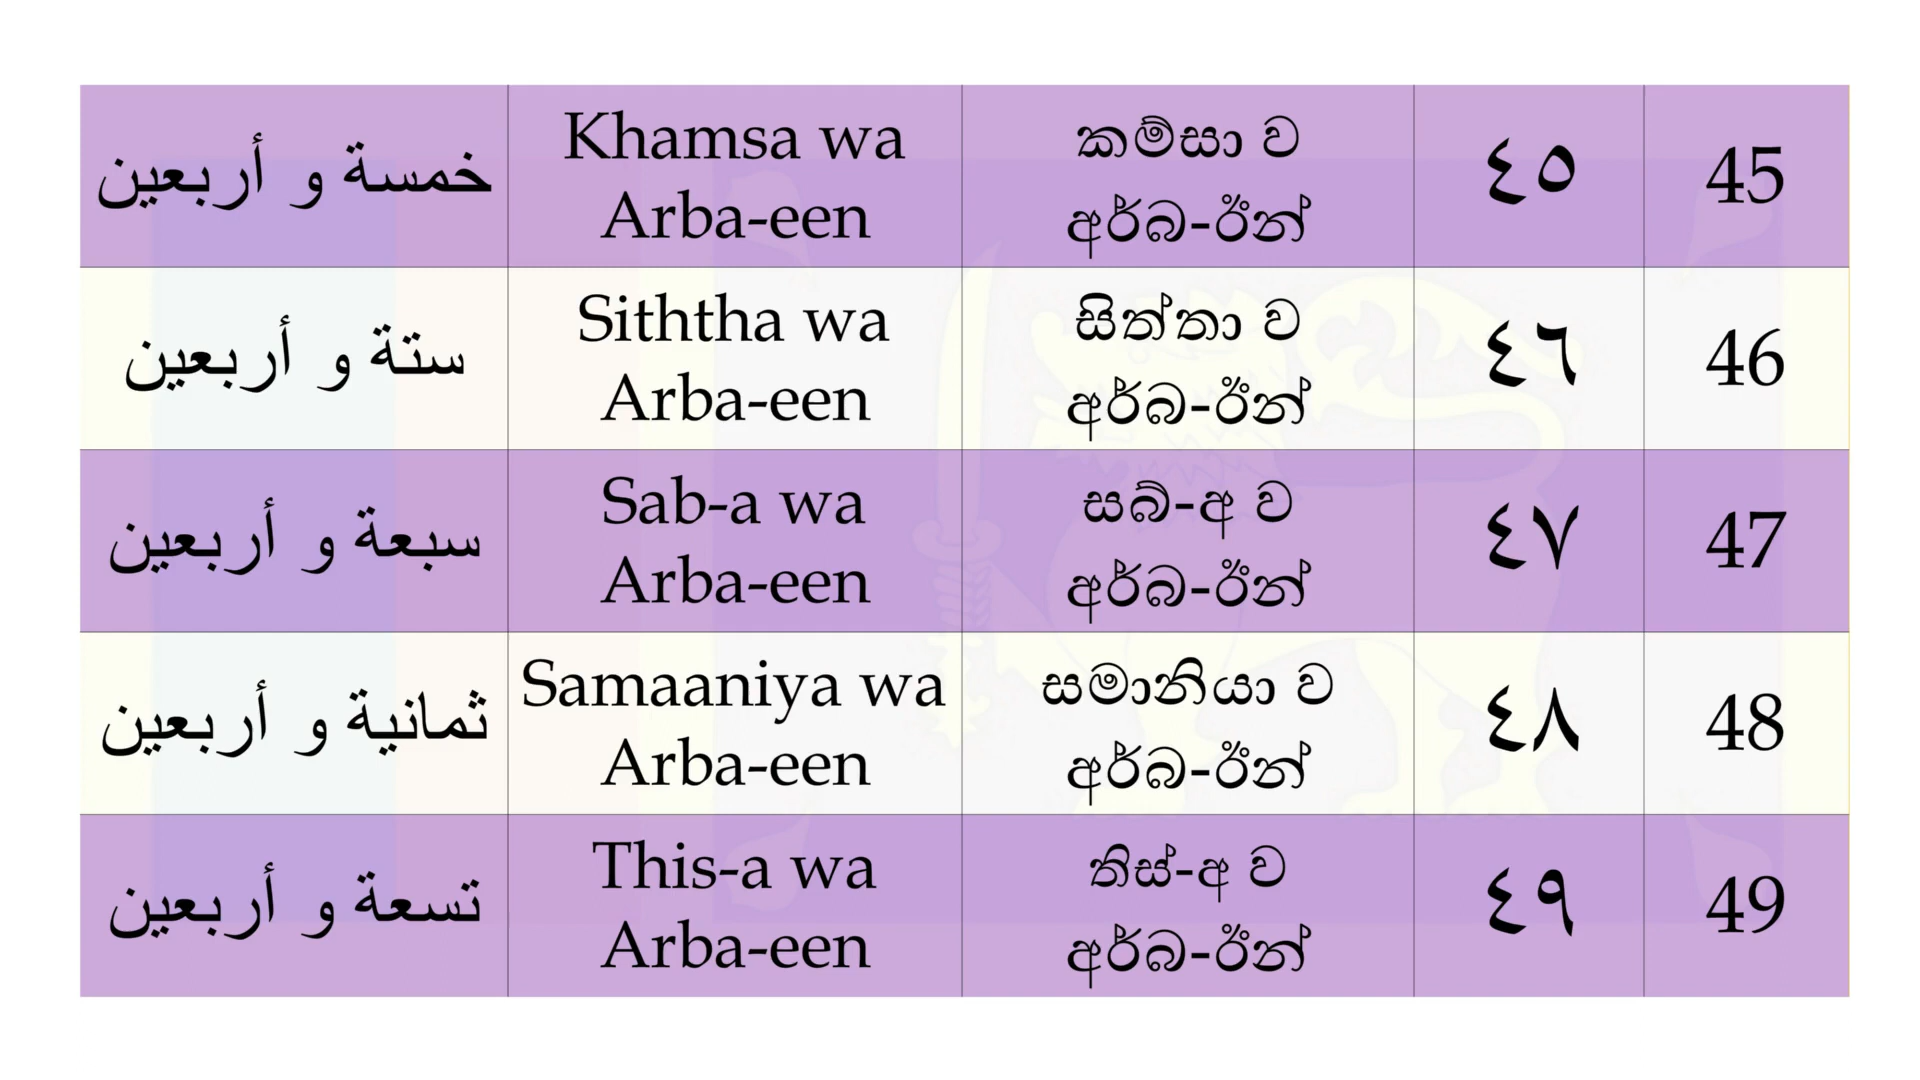 خمسة و أربعين
Khamsa wa
Arba-een
කම්සා ව
අර්බ-ඊන්
٤٥
45
ستة و أربعين
Siththa wa
Arba-een
සිත්තා ව
අර්බ-ඊන්
٤٦
46
سبعة و أربعين
Sab-a wa
Arba-een
සබ්-අ ව
අර්බ-ඊන්
٤٧
47
ثمانية و أربعين
Samaaniya wa
Arba-een
සමානියා ව
අර්බ-ඊන්
٤٨
48
تسعة و أربعين
This-a wa
Arba-een
තිස්-අ ව
අර්බ-ඊන්
٤٩
49